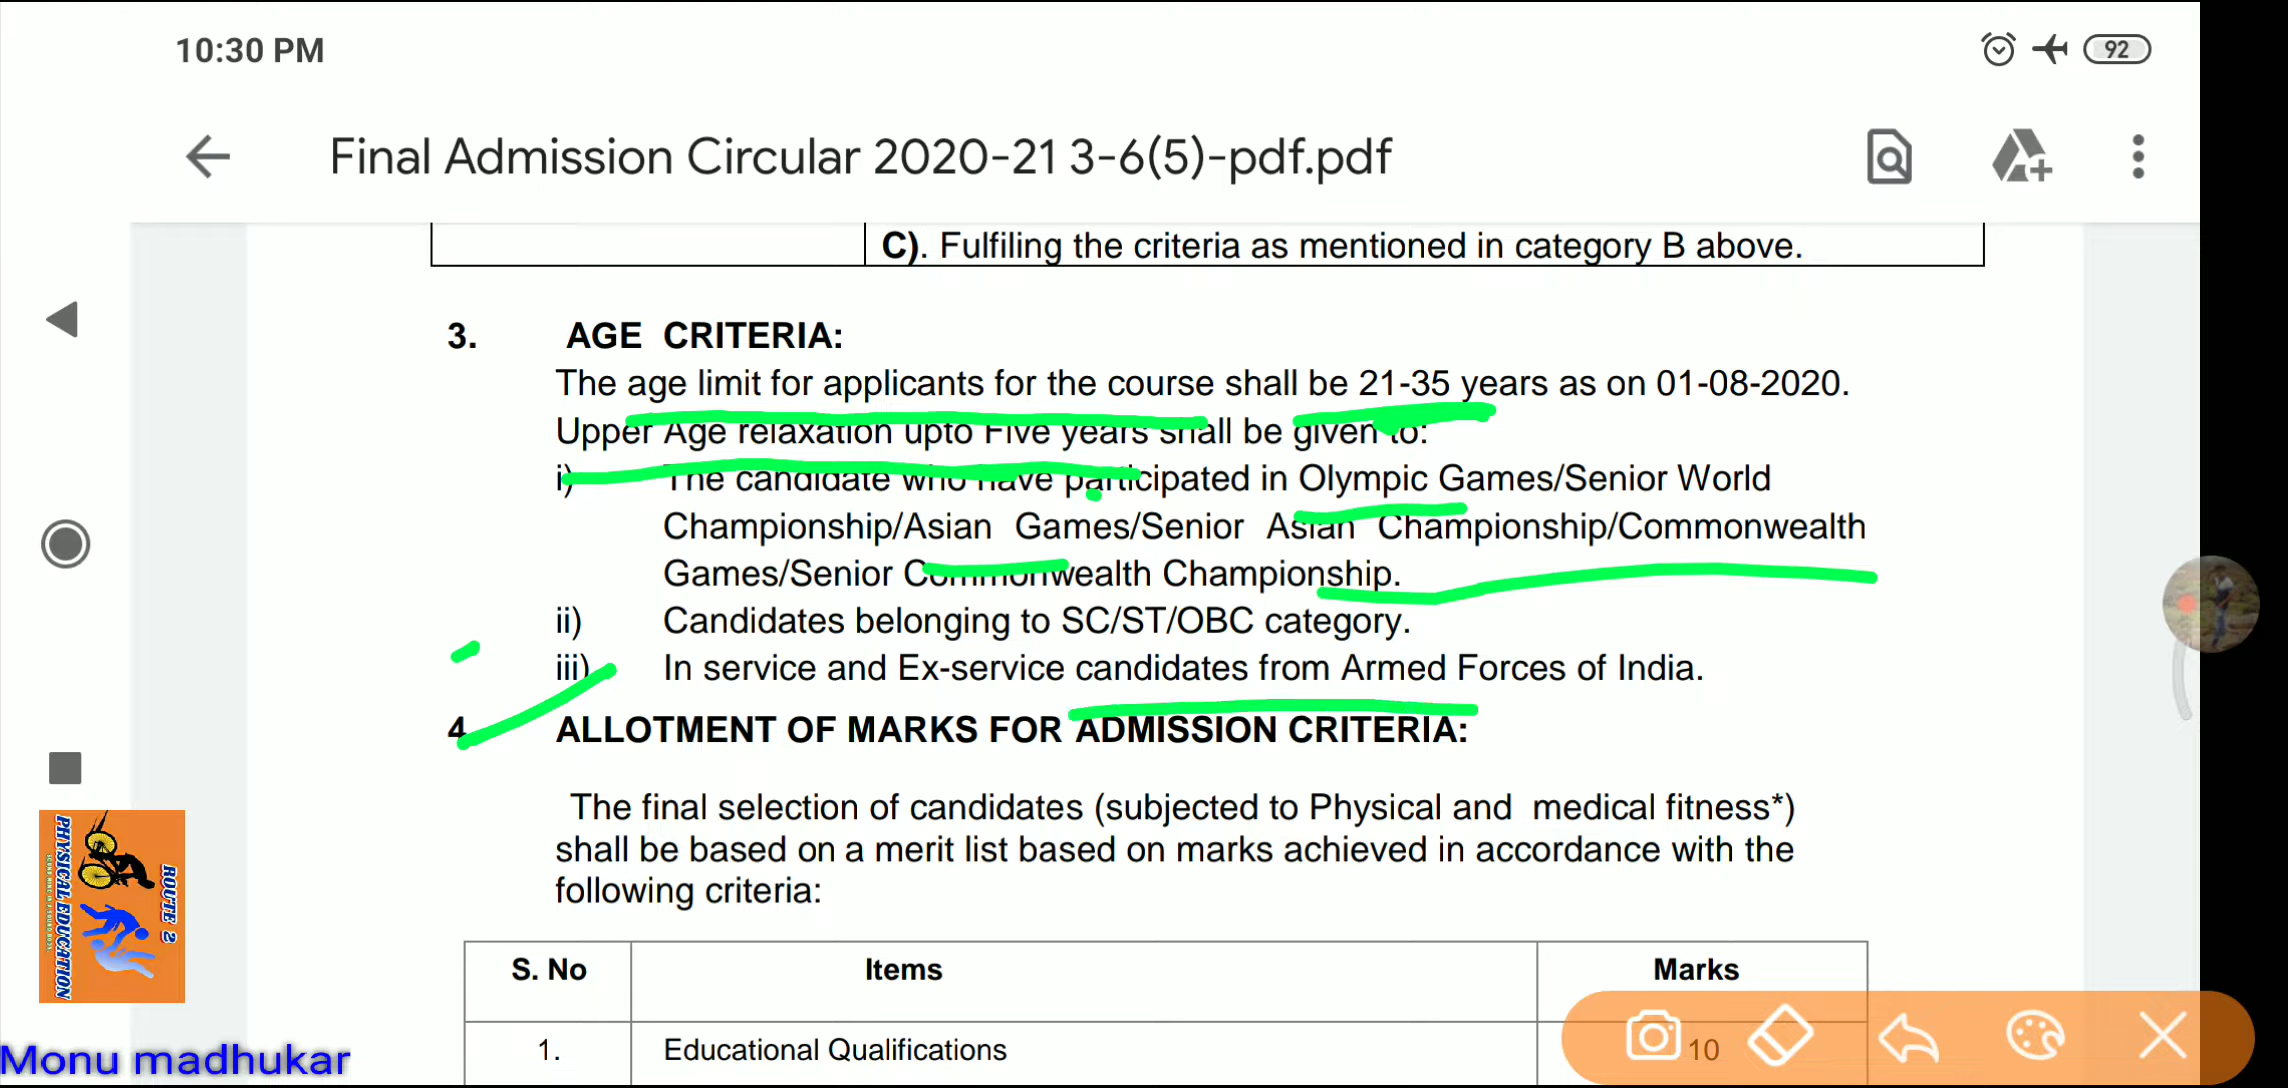 10:30 PM
92
Final Admission Circular 2020-21 3-6(5)-pdf.pdf
C). Fulfiling the criteria as mentioned in category B above.
3. AGE CRITERIA:
The age limit for applicants for the course shall be 21-35 years as on 01-08-2020.
Upper Age relaxation upto Five years shall be given to:
i) The candidate who have participated in Olympic Games/Senior World
Championship/Asian Games/Senior Asian Championship/Commonwealth
Games/Senior Commonwealth Championship.
ii) Candidates belonging to SC/ST/OBC category.
iii) In service and Ex-service candidates from Armed Forces of India.
4 ALLOTMENT OF MARKS FOR ADMISSION CRITERIA:
The final selection of candidates (subjected to Physical and medical fitness*)
shall be based on a merit list based on marks achieved in accordance with the
following criteria:
S. No Items Marks
1. Educational Qualifications 10
ROUTE 2
PHYSICAL EDUCATION
Monu madhukar